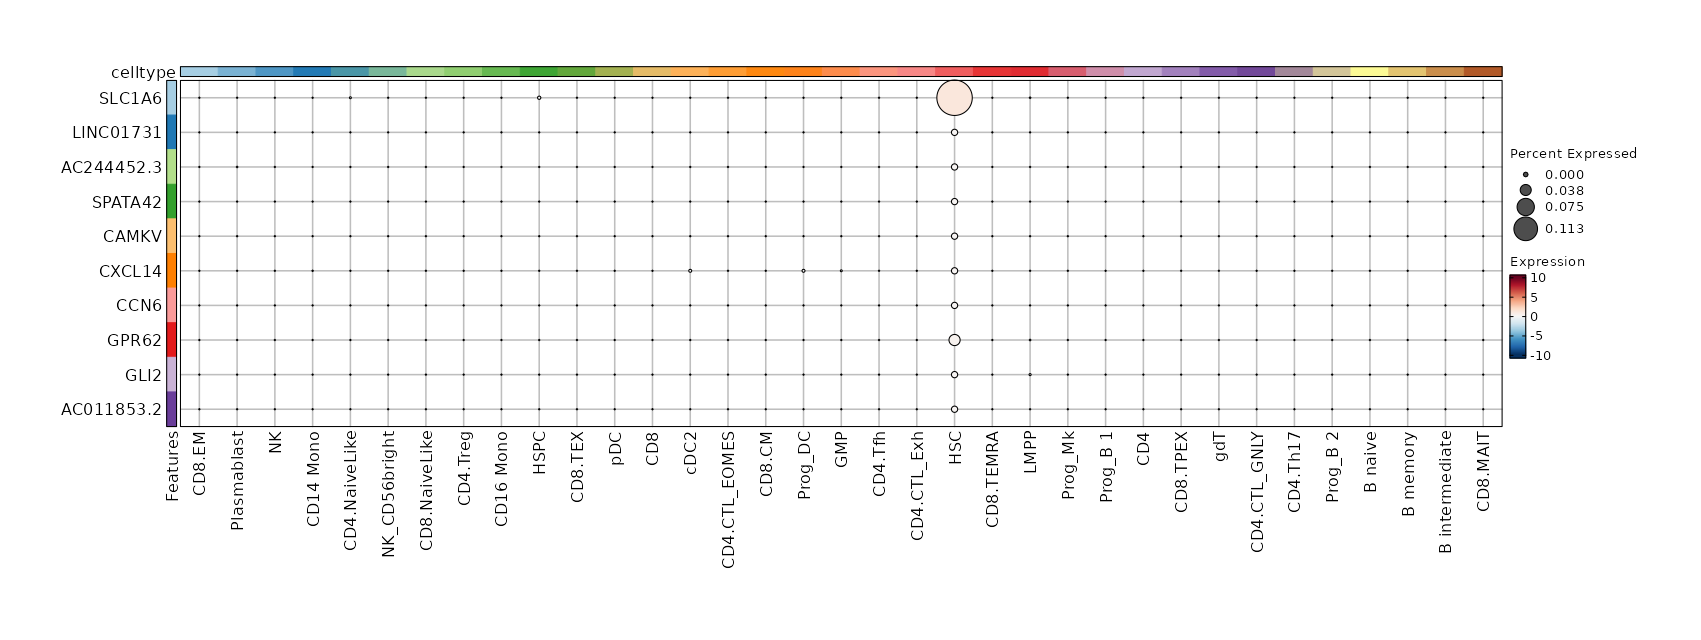 celltype
SLC1A6
LINC01731
AC244452.3
SPATA42
CAMKV
CXCL14
CCN6
GPR62
GLI2
AC011853.2
Features
CD8.EM
Plasmablast
NK
CD14 Mono
CD4.NaiveLike
NK_CD56bright
CD8.NaiveLike
CD4.Treg
CD16 Mono
HSPC
CD8.TEX
pDC
CD8
cDC2
CD4.CTL_EOMES
CD8.CM
Prog_DC
GMP
CD4.Tfh
CD4.CTL_Exh
HSC
CD8.TEMRA
LMPP
Prog_Mk
Prog_B 1
CD4
CD8.TPEX
gdT
CD4.CTL_GNLY
CD4.Th17
Prog_B 2
B naive
B memory
B intermediate
CD8.MAIT
Percent Expressed
0.000
0.038
0.075
0.113
Expression
10
5
0
-5
-10